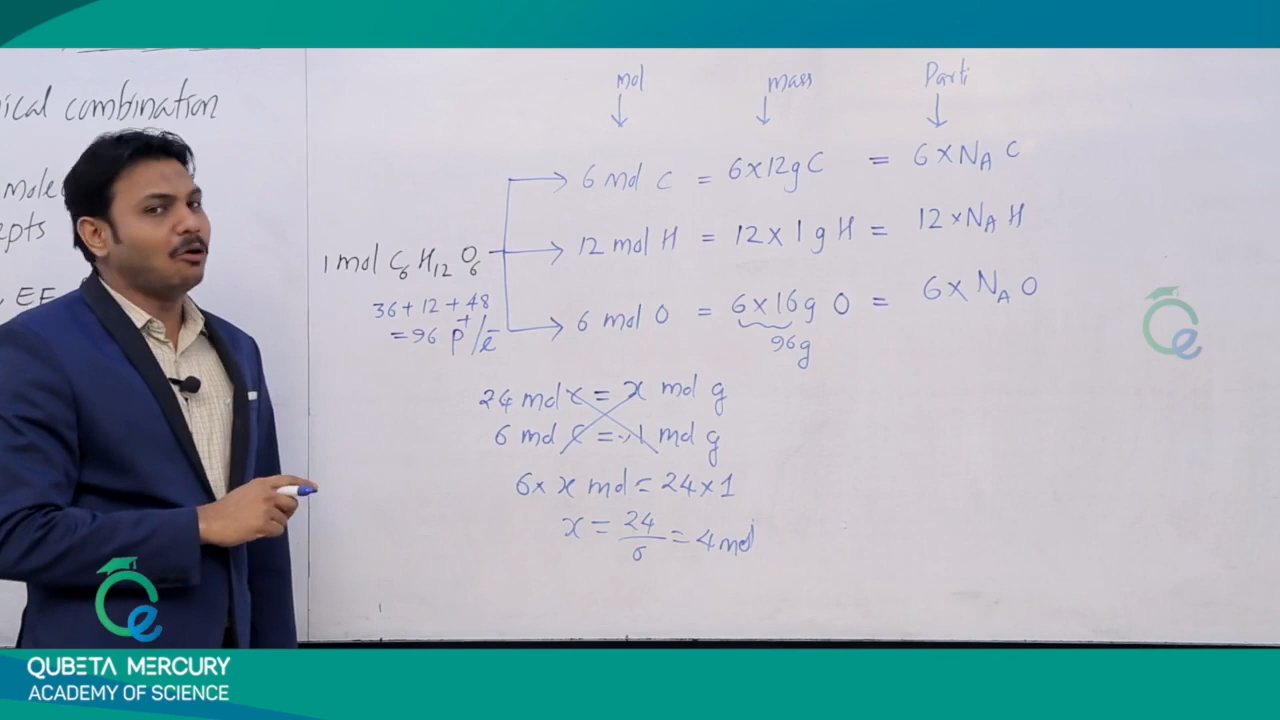 ical combination
mole
epts
EF
mol mass Parti
↓ ↓ ↓
6 mol C = 6×12g C = 6×N_A C
12 mol H = 12×1 g H = 12×N_A H
1 mol C₆H₁₂O₆
36+12+48
=96 p⁺/e⁻
6 mol O = 6×16g O = 6×N_A O
96g
24 mol C = x mol g
6 mol C = 1 mol g
6× x mol = 24×1
x = 24/6 = 4 mol
QUBETA MERCURY
ACADEMY OF SCIENCE